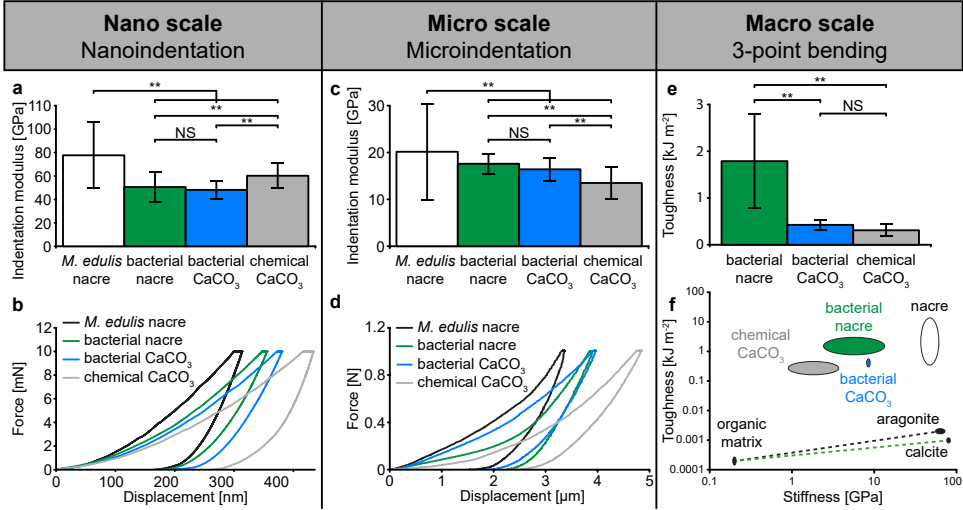 Nano scale
Nanoindentation
Micro scale
Microindentation
Macro scale
3-point bending
a
Indentation modulus [GPa]
110
100
80
60
40
20
0
**
**
NS
**
M. edulis
nacre
bacterial
nacre
bacterial
CaCO3
chemical
CaCO3
b
Force [mN]
12
10
8
6
4
2
0
M. edulis nacre
bacterial nacre
bacterial CaCO3
chemical CaCO3
0
100
200
300
400
Displacement [nm]
c
Indentation modulus [GPa]
30
20
10
0
**
**
NS
**
M. edulis
nacre
bacterial
nacre
bacterial
CaCO3
chemical
CaCO3
d
Force [N]
1.2
0.8
0.4
0
M. edulis nacre
bacterial nacre
bacterial CaCO3
chemical CaCO3
0
1
2
3
4
5
Displacement [µm]
e
Toughness [kJ m-2]
4
3
2
1
0
**
**
NS
bacterial
nacre
bacterial
CaCO3
chemical
CaCO3
f
Toughness [kJ m-2]
100
10
1
0.1
0.01
0.001
0.0001
bacterial
nacre
nacre
chemical
CaCO3
bacterial
CaCO3
organic
matrix
aragonite
calcite
0.1
1
10
100
Stiffness [GPa]